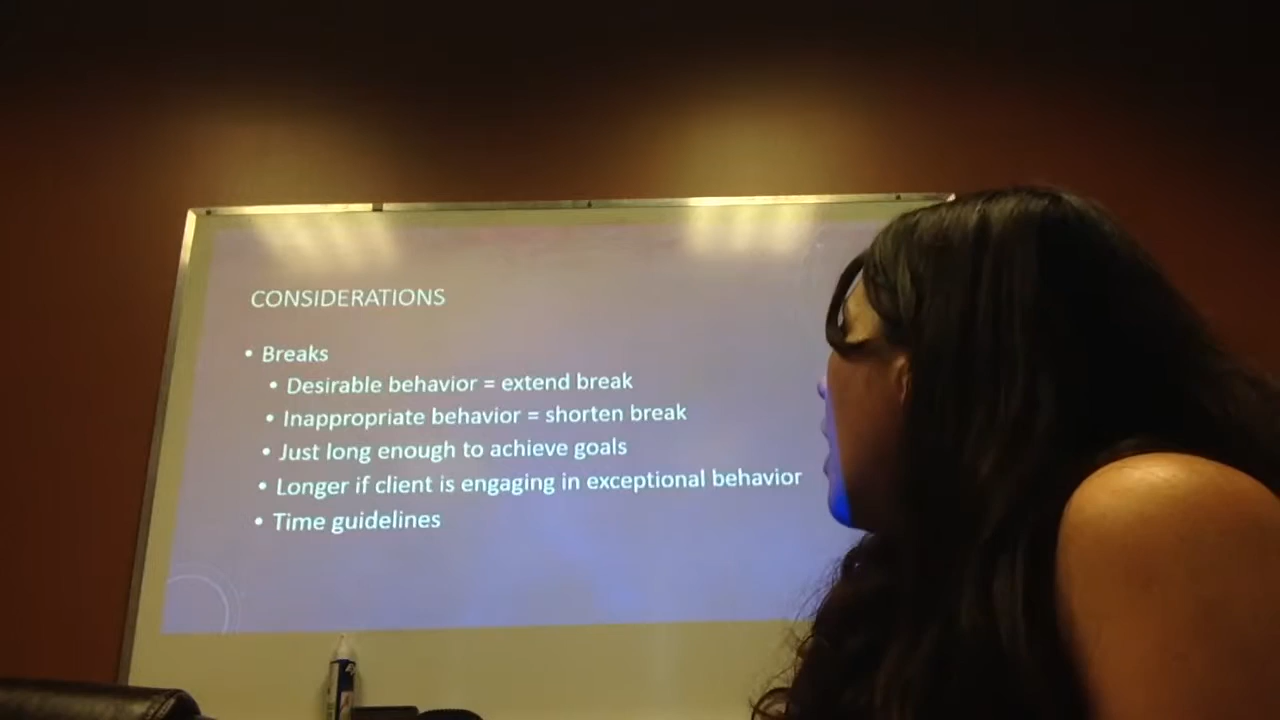 CONSIDERATIONS
• Breaks
• Desirable behavior = extend break
• Inappropriate behavior = shorten break
• Just long enough to achieve goals
• Longer if client is engaging in exceptional behavior
• Time guidelines